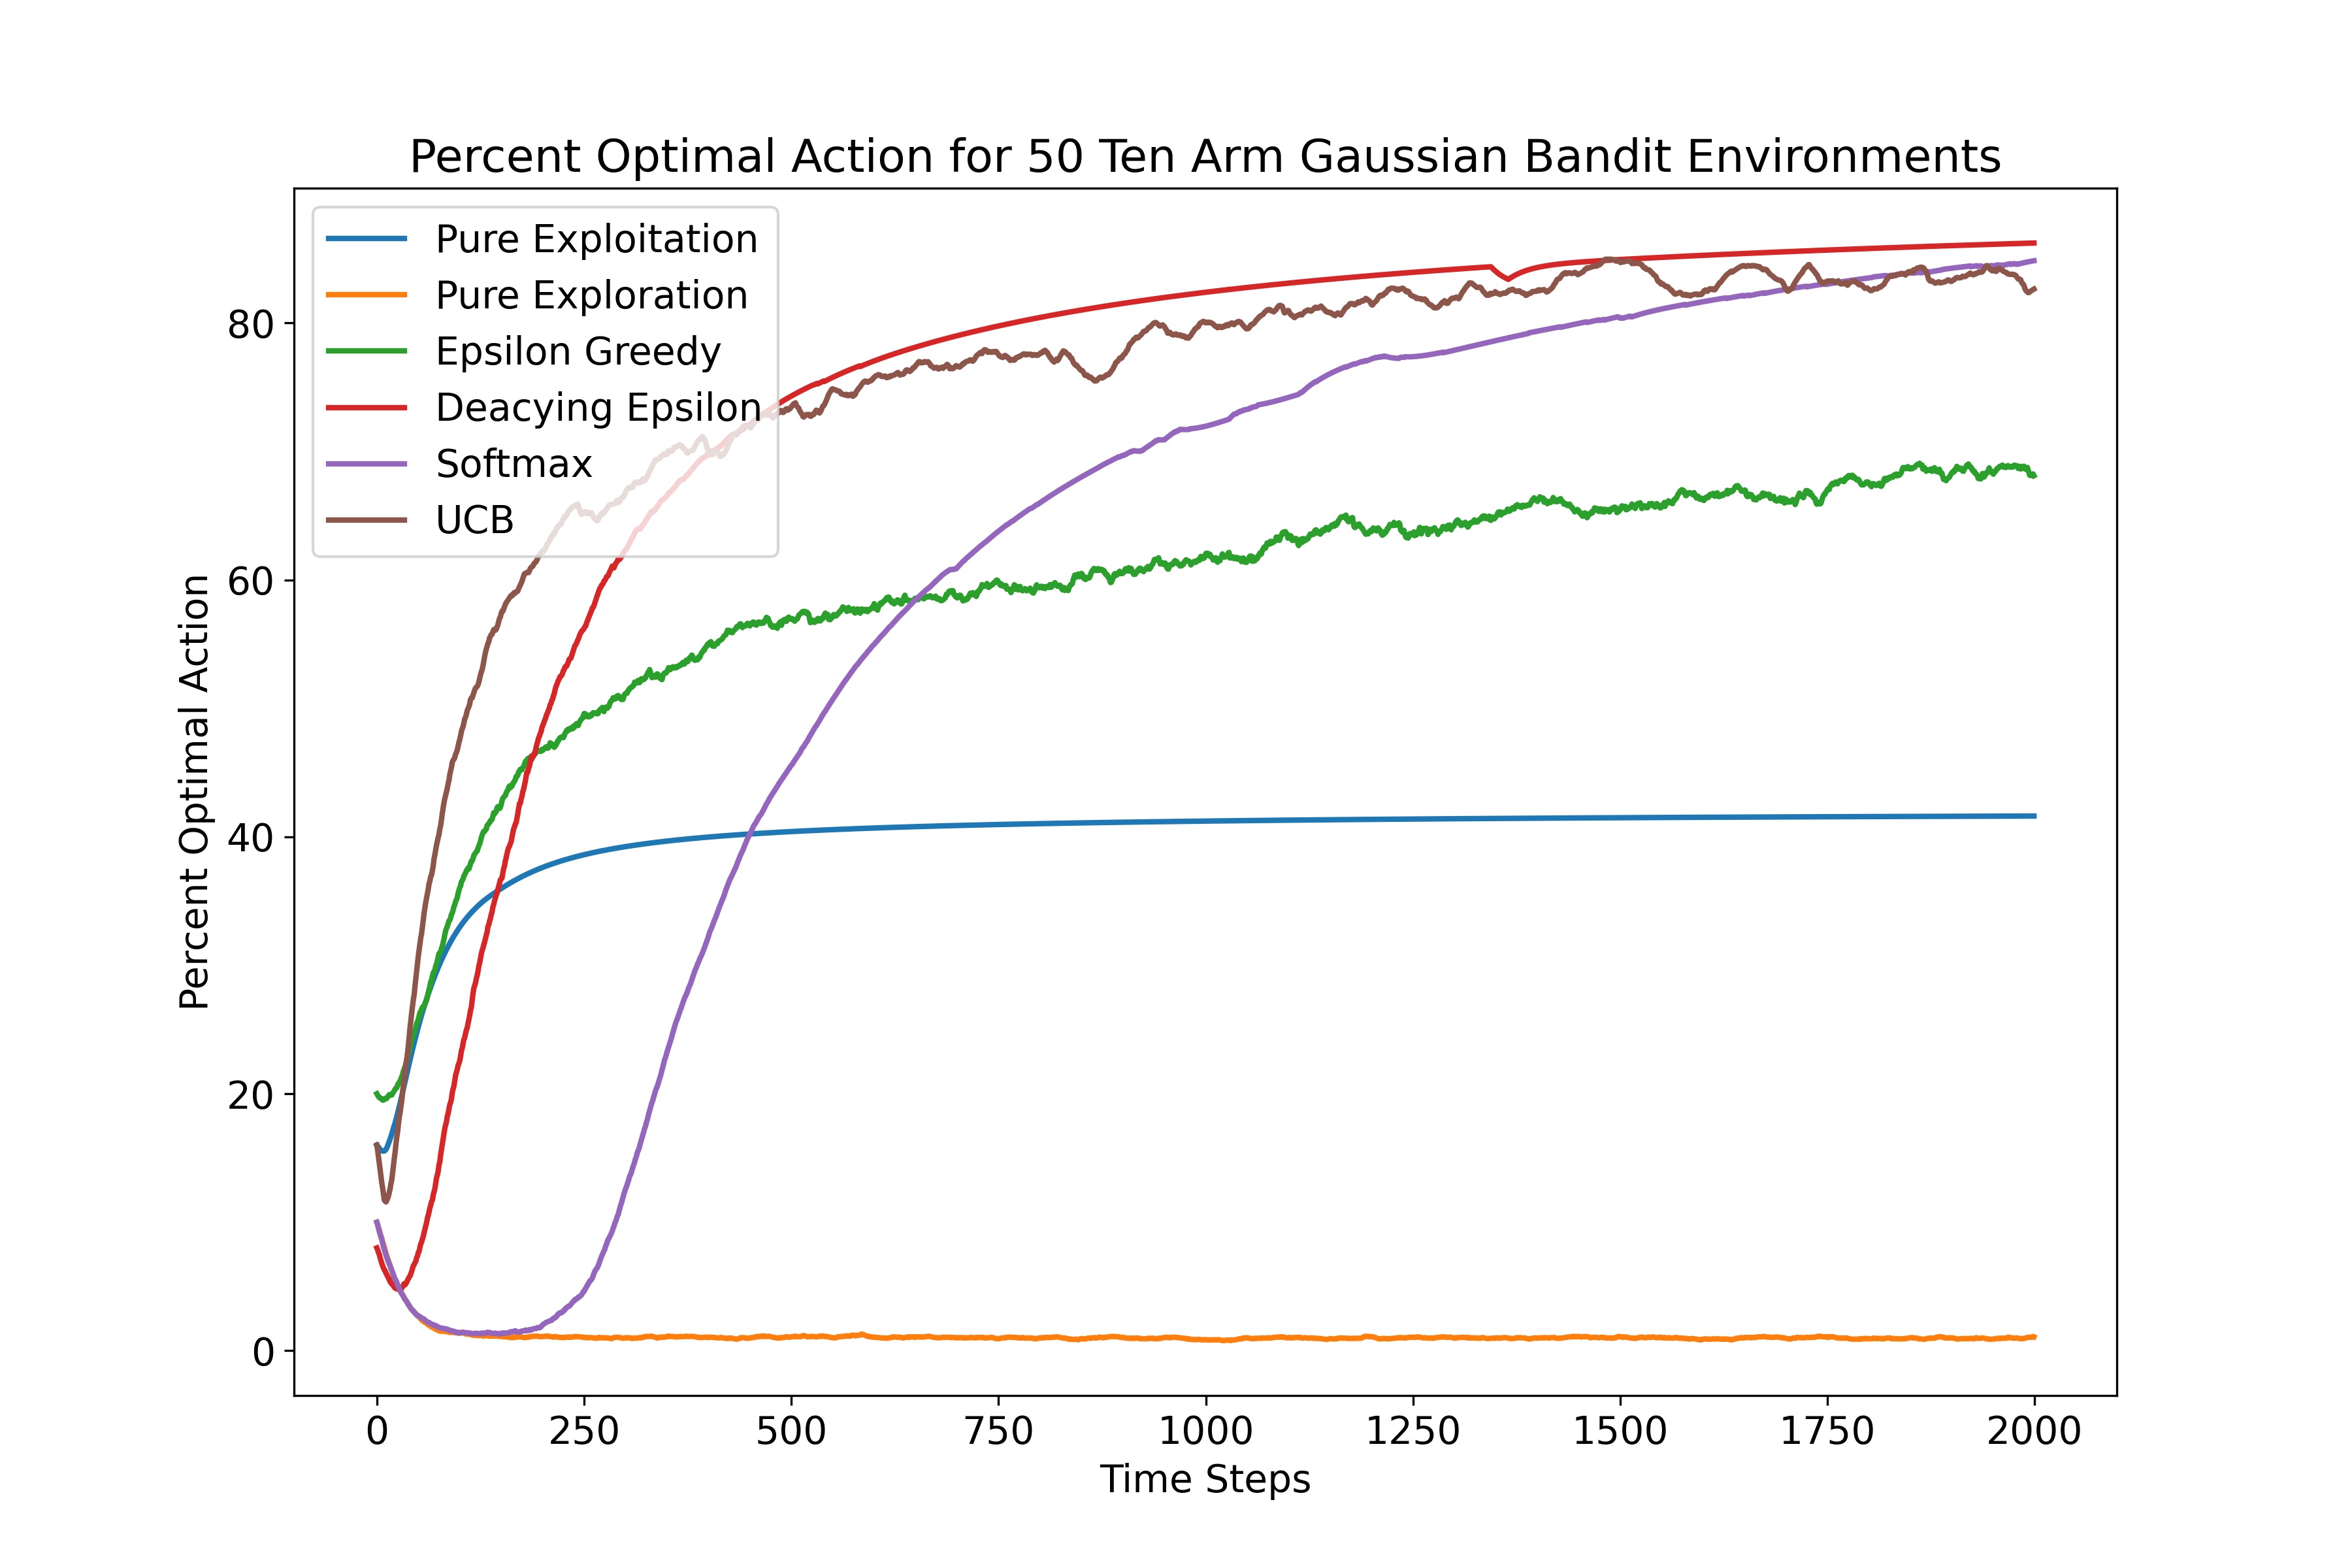 Percent Optimal Action for 50 Ten Arm Gaussian Bandit Environments
Pure Exploitation
Pure Exploration
Epsilon Greedy
Deacying Epsilon
Softmax
UCB
Percent Optimal Action
80
60
40
20
0
0 250 500 750 1000 1250 1500 1750 2000
Time Steps